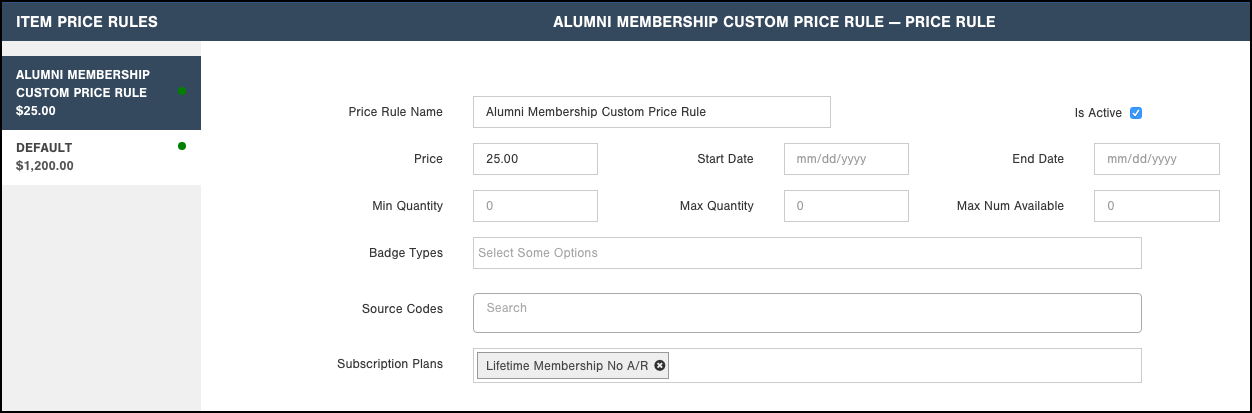 ITEM PRICE RULES
ALUMNI MEMBERSHIP CUSTOM PRICE RULE — PRICE RULE
ALUMNI MEMBERSHIP
CUSTOM PRICE RULE
$25.00
DEFAULT
$1,200.00
Price Rule Name Alumni Membership Custom Price Rule Is Active
Price 25.00 Start Date mm/dd/yyyy End Date mm/dd/yyyy
Min Quantity 0 Max Quantity 0 Max Num Available 0
Badge Types Select Some Options
Source Codes Search
Subscription Plans Lifetime Membership No A/R